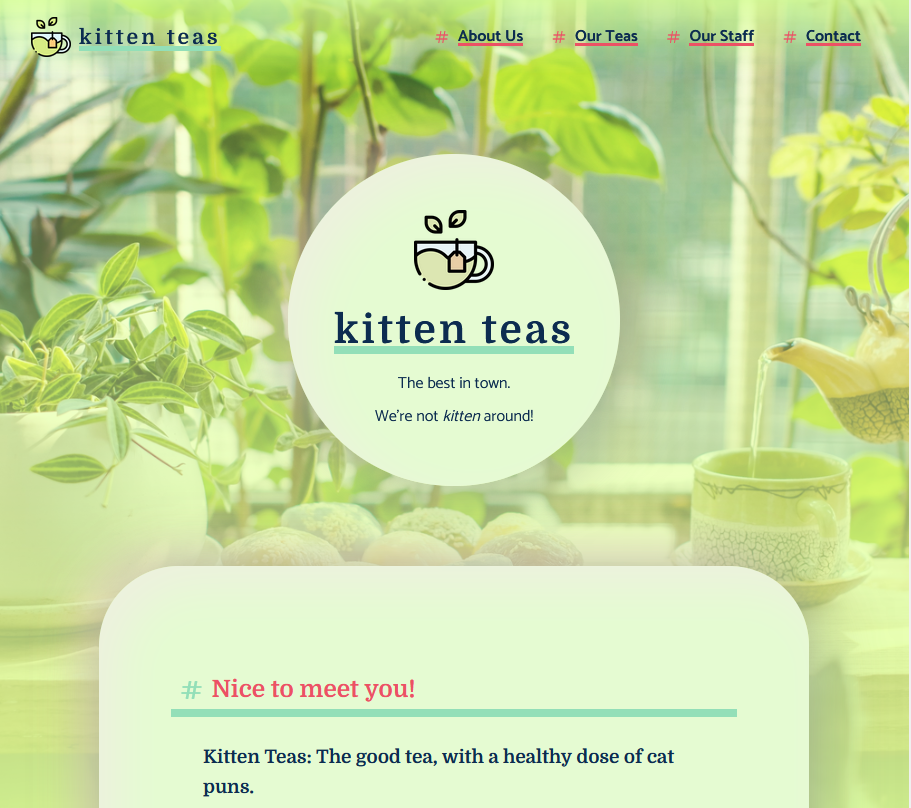 kitten teas
# About Us # Our Teas # Our Staff # Contact
kitten teas
The best in town.
We're not kitten around!
# Nice to meet you!
Kitten Teas: The good tea, with a healthy dose of cat
puns.